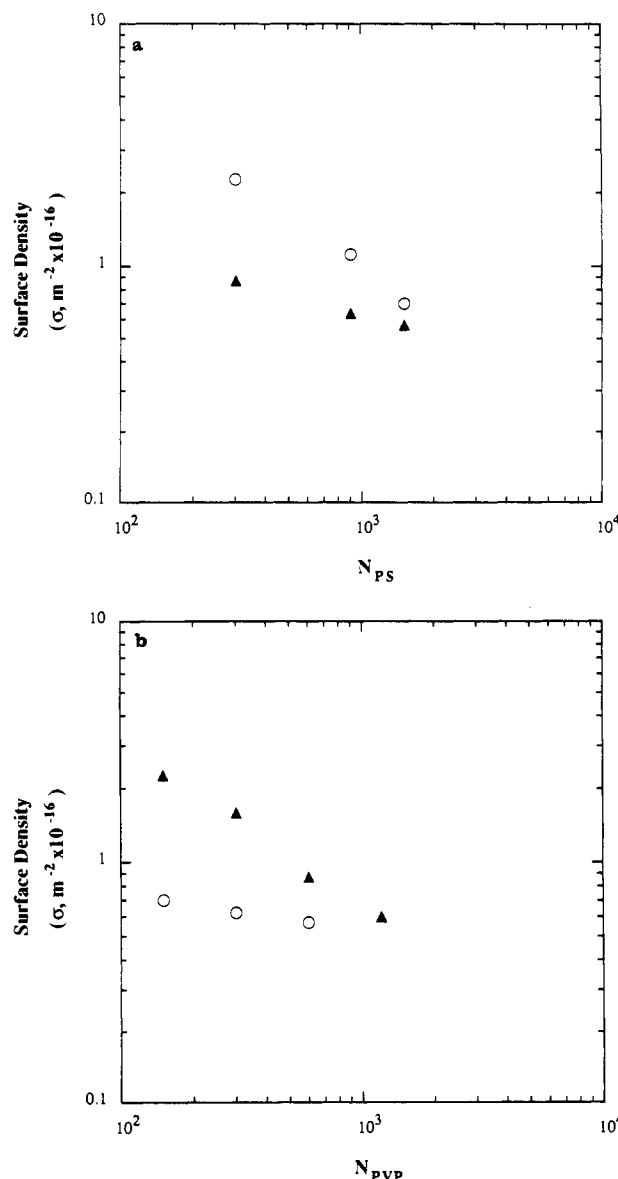 10
a
Surface Density
(σ, m⁻² x10⁻¹⁶)
1
0.1
10² 10³ 10⁴
N_PS
10
b
Surface Density
(σ, m⁻² x10⁻¹⁶)
1
0.1
10² 10³ 10⁴
N_PVP